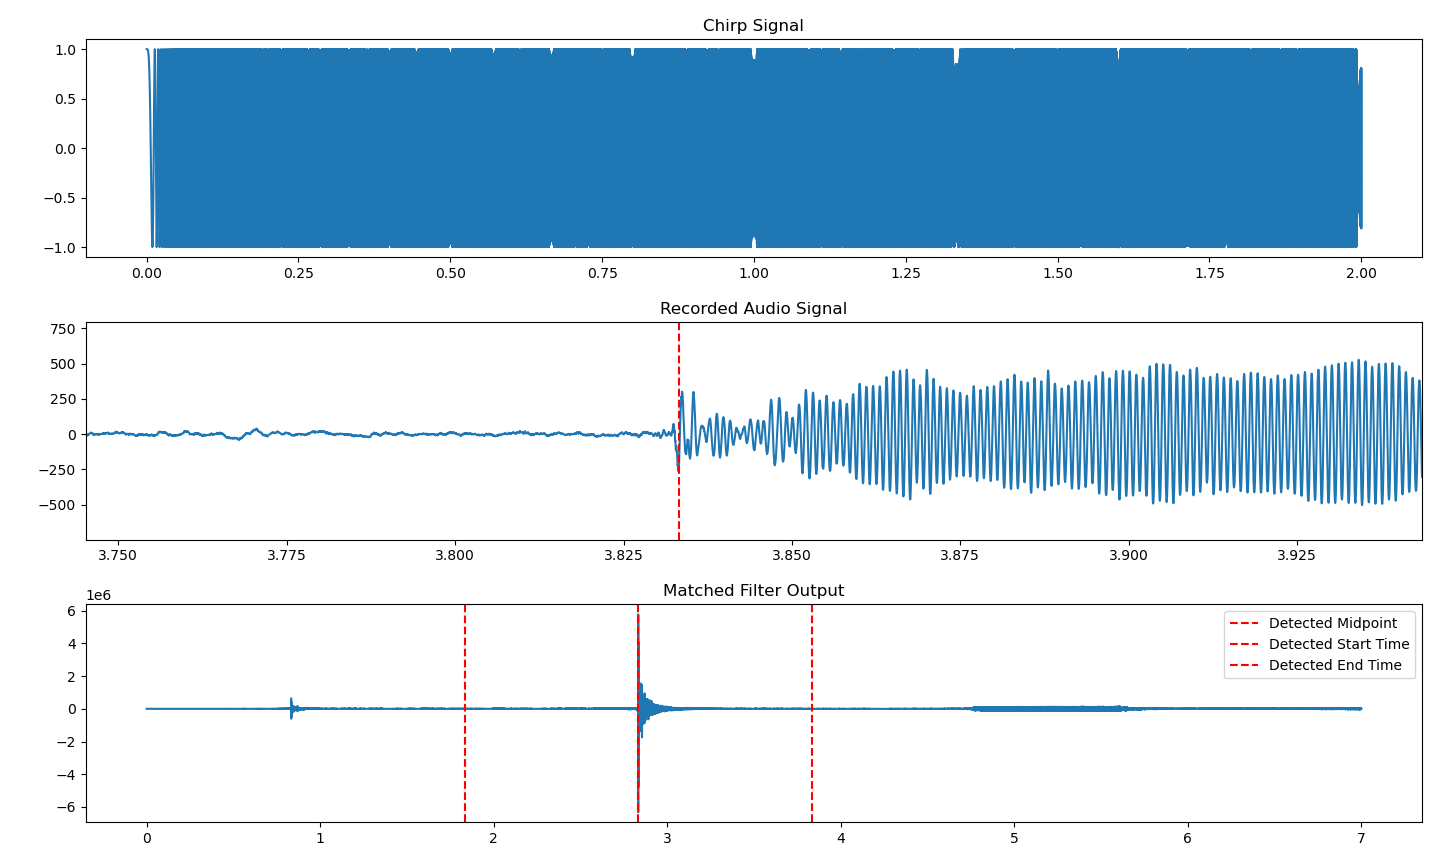 Chirp Signal
1.0
0.5
0.0
−0.5
−1.0
0.00 0.25 0.50 0.75 1.00 1.25 1.50 1.75 2.00
Recorded Audio Signal
750
500
250
0
−250
−500
3.750 3.775 3.800 3.825 3.850 3.875 3.900 3.925
Matched Filter Output
1e6
6
4
2
0
−2
−4
−6
Detected Midpoint
Detected Start Time
Detected End Time
0 1 2 3 4 5 6 7